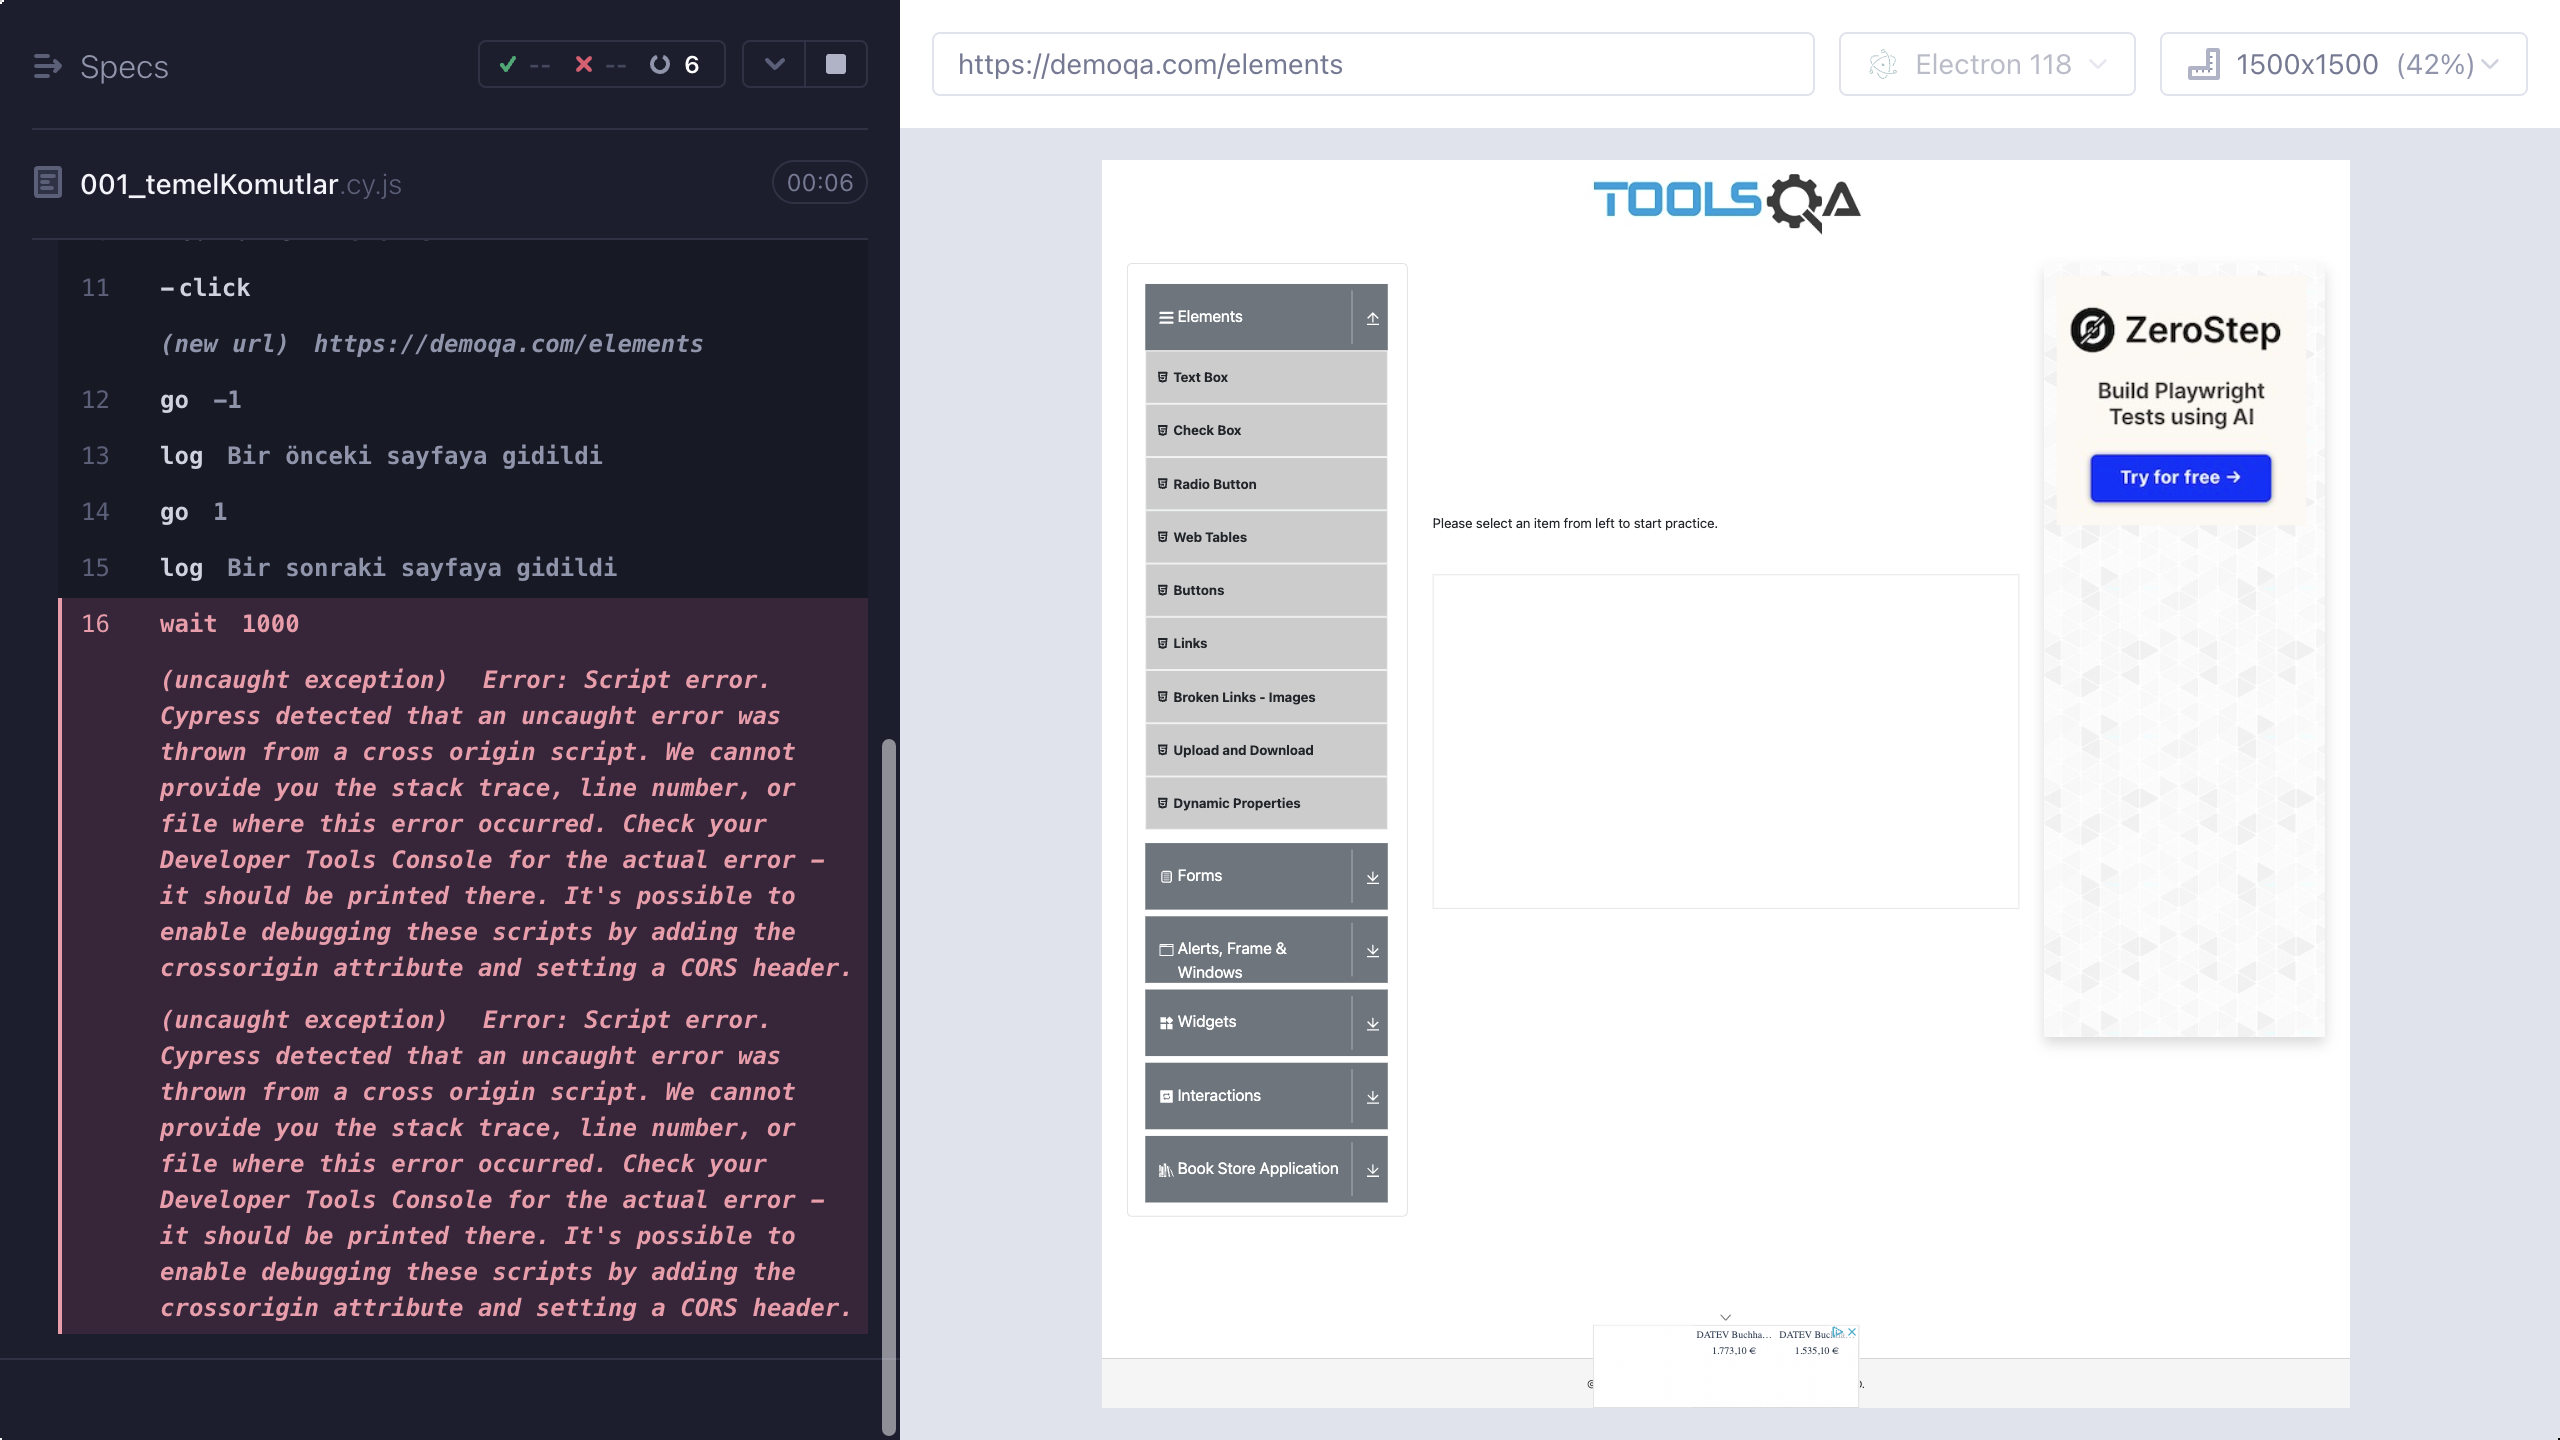 Specs
-- -- 6
https://demoqa.com/elements
Electron 118
1500x1500 (42%)
001_temelKomutlar.cy.js
00:06
11 -click
(new url) https://demoqa.com/elements
12 go -1
13 log Bir önceki sayfaya gidildi
14 go 1
15 log Bir sonraki sayfaya gidildi
16 wait 1000
(uncaught exception) Error: Script error.
Cypress detected that an uncaught error was
thrown from a cross origin script. We cannot
provide you the stack trace, line number, or
file where this error occurred. Check your
Developer Tools Console for the actual error -
it should be printed there. It's possible to
enable debugging these scripts by adding the
crossorigin attribute and setting a CORS header.
(uncaught exception) Error: Script error.
Cypress detected that an uncaught error was
thrown from a cross origin script. We cannot
provide you the stack trace, line number, or
file where this error occurred. Check your
Developer Tools Console for the actual error -
it should be printed there. It's possible to
enable debugging these scripts by adding the
crossorigin attribute and setting a CORS header.
TOOLSQA
Elements
Text Box
Check Box
Radio Button
Web Tables
Buttons
Links
Broken Links - Images
Upload and Download
Dynamic Properties
Forms
Alerts, Frame &
Windows
Widgets
Interactions
Book Store Application
Please select an item from left to start practice.
ZeroStep
Build Playwright
Tests using AI
Try for free →
DATEV Buchha... DATEV
1.773,10 € 1.535,10 €